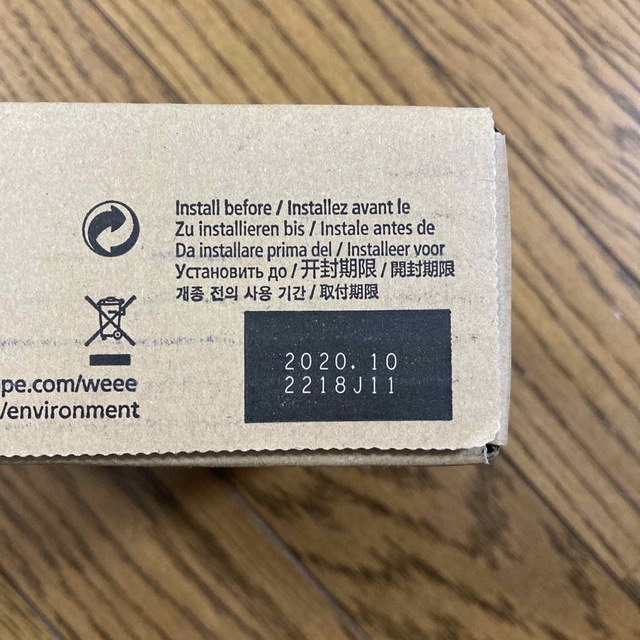 Install before / Installez avant le
Zu installieren bis / Instale antes de
Da installare prima del / Installeer voor
Установить до / 开封期限 / 開封期限
개종 전의 사용 기간 / 取付期限
2020.10
2218J11
pe.com/weee
/environment